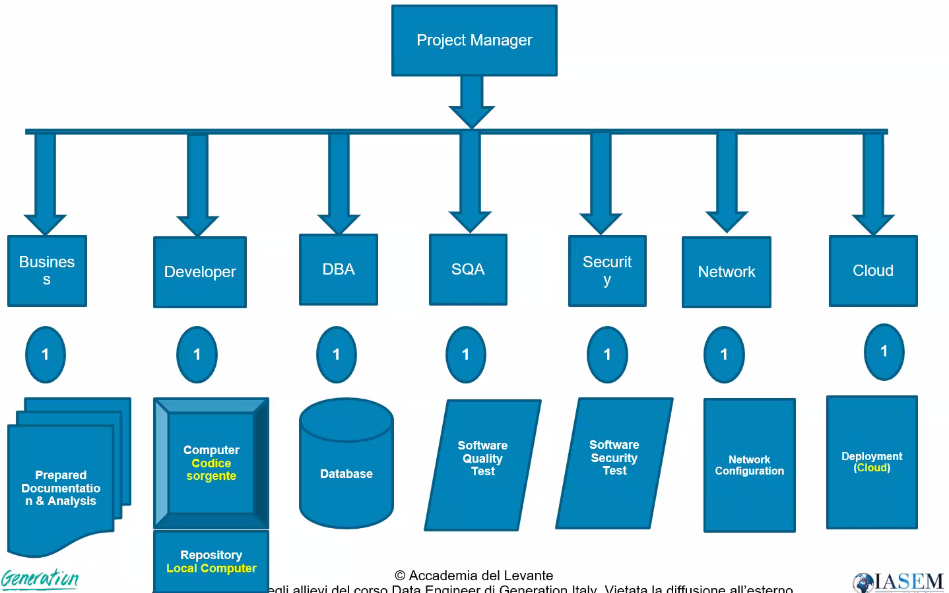 Project Manager
Busines
s
Developer
DBA
SQA
Securit
y
Network
Cloud
1
1
1
1
1
1
1
Prepared
Documentatio
n & Analysis
Computer
Codice
sorgente
Database
Software
Quality
Test
Software
Security
Test
Network
Configuration
Deployment
(Cloud)
Repository
Local Computer
Generation
© Accademia del Levante
egli allievi del corso Data Engineer di Generation Italy. Vietata la diffusione all'esterno
IASEM